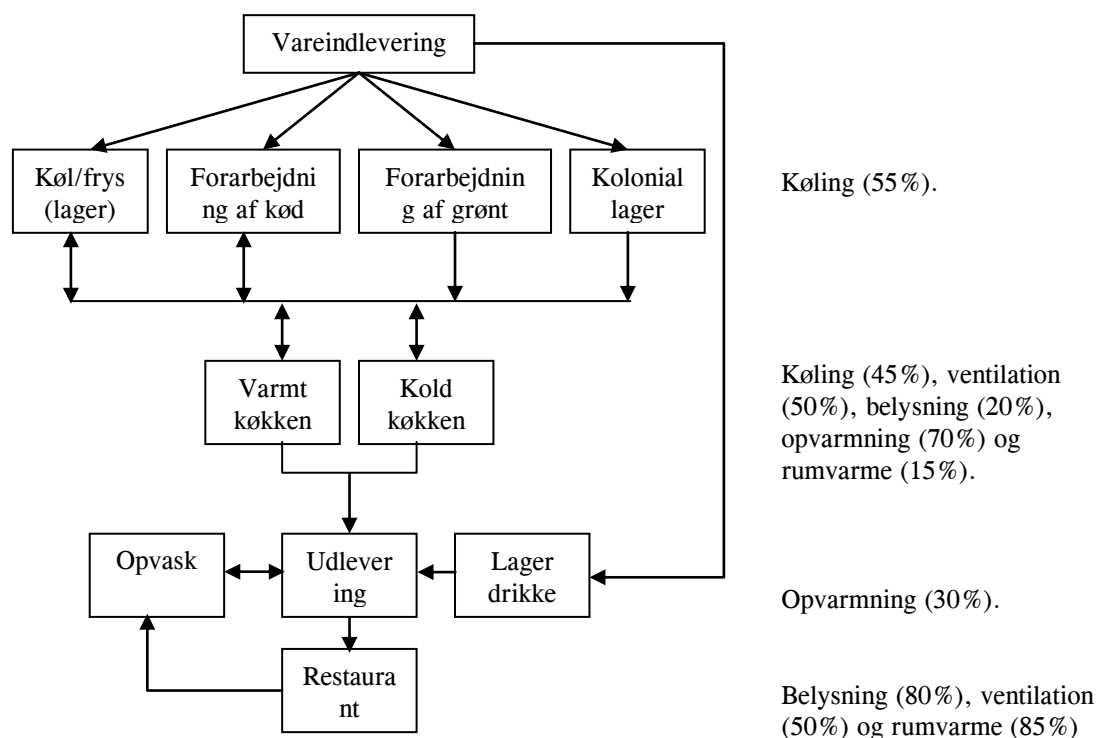 Vareindlevering
Køl/frys
(lager)
Forarbejdni
ng af kød
Forarbejdnin
g af grønt
Kolonial
lager
Køling (55%).
Varmt
køkken
Kold
køkken
Køling (45%), ventilation
(50%), belysning (20%),
opvarmning (70%) og
rumvarme (15%).
Opvask
Udlever
ing
Lager
drikke
Opvarmning (30%).
Restaura
nt
Belysning (80%), ventilation
(50%) og rumvarme (85%)